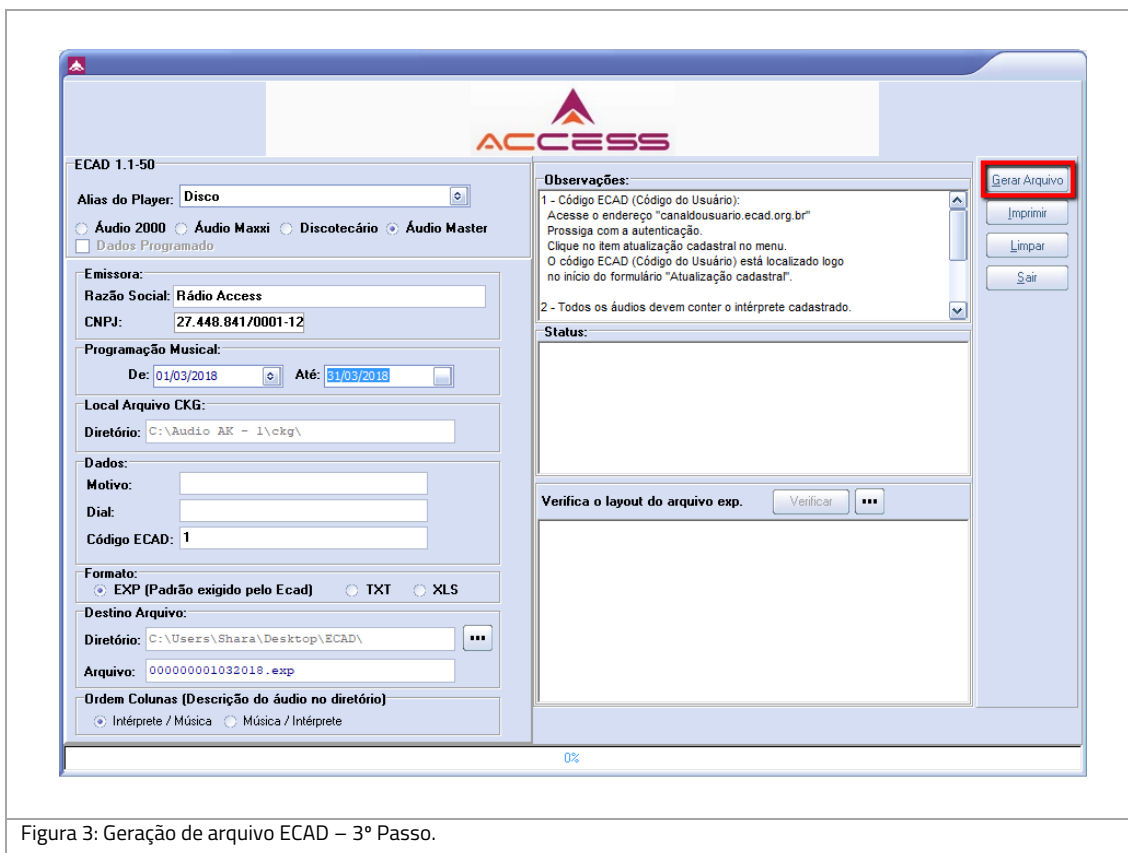 ACCESS
ECAD 1.1-50
Alias do Player: Disco
Áudio 2000 Áudio Maxxi Discotecário Áudio Master
Dados Programado
Emissora:
Razão Social: Rádio Access
CNPJ: 27.448.841/0001-12
Programação Musical:
De: 01/03/2018 Até: 31/03/2018
Local Arquivo CKG:
Diretório: C:\Audio AK - 1\ckg\
Dados:
Motivo:
Dial:
Código ECAD: 1
Formato:
EXP (Padrão exigido pelo Ecad) TXT XLS
Destino Arquivo:
Diretório: C:\Users\Shara\Desktop\ECAD\ ...
Arquivo: 000000001032018.exp
Ordem Colunas (Descrição do áudio no diretório)
Intérprete / Música Música / Intérprete
Observações:
1 - Código ECAD (Código do Usuário):
Acesse o endereço "canaldousuario.ecad.org.br"
Prossiga com a autenticação.
Clique no item atualização cadastral no menu.
O código ECAD (Código do Usuário) está localizado logo
no início do formulário "Atualização cadastral".
2 - Todos os áudios devem conter o intérprete cadastrado.
Status:
Verifica o layout do arquivo exp. Verificar ...
Gerar Arquivo
Imprimir
Limpar
Sair
0%
Figura 3: Geração de arquivo ECAD – 3º Passo.